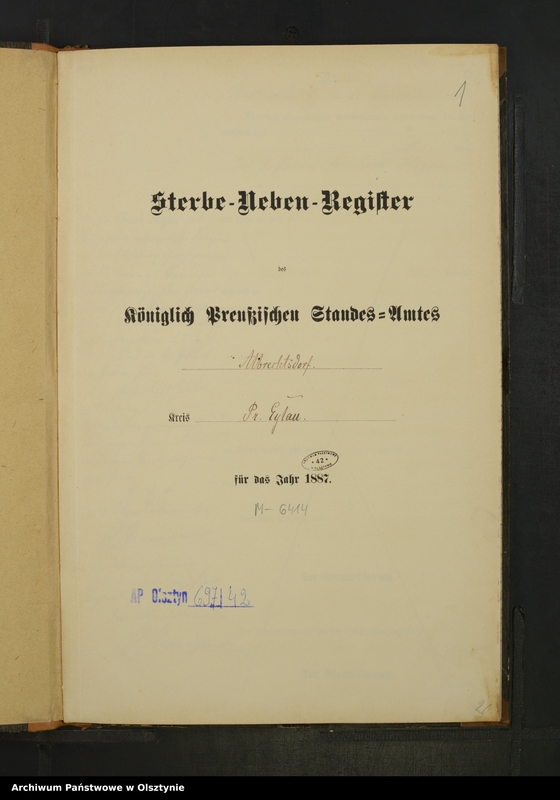 1
Sterbe-Neben-Register
des
Königlich Preußischen Standes-Amtes
Albrechtsdorf.
Kreis Pr. Eylau.
42
für das Jahr 1887.
M- 6414
AP Olsztyn 697/42
Archiwum Państwowe w Olsztynie